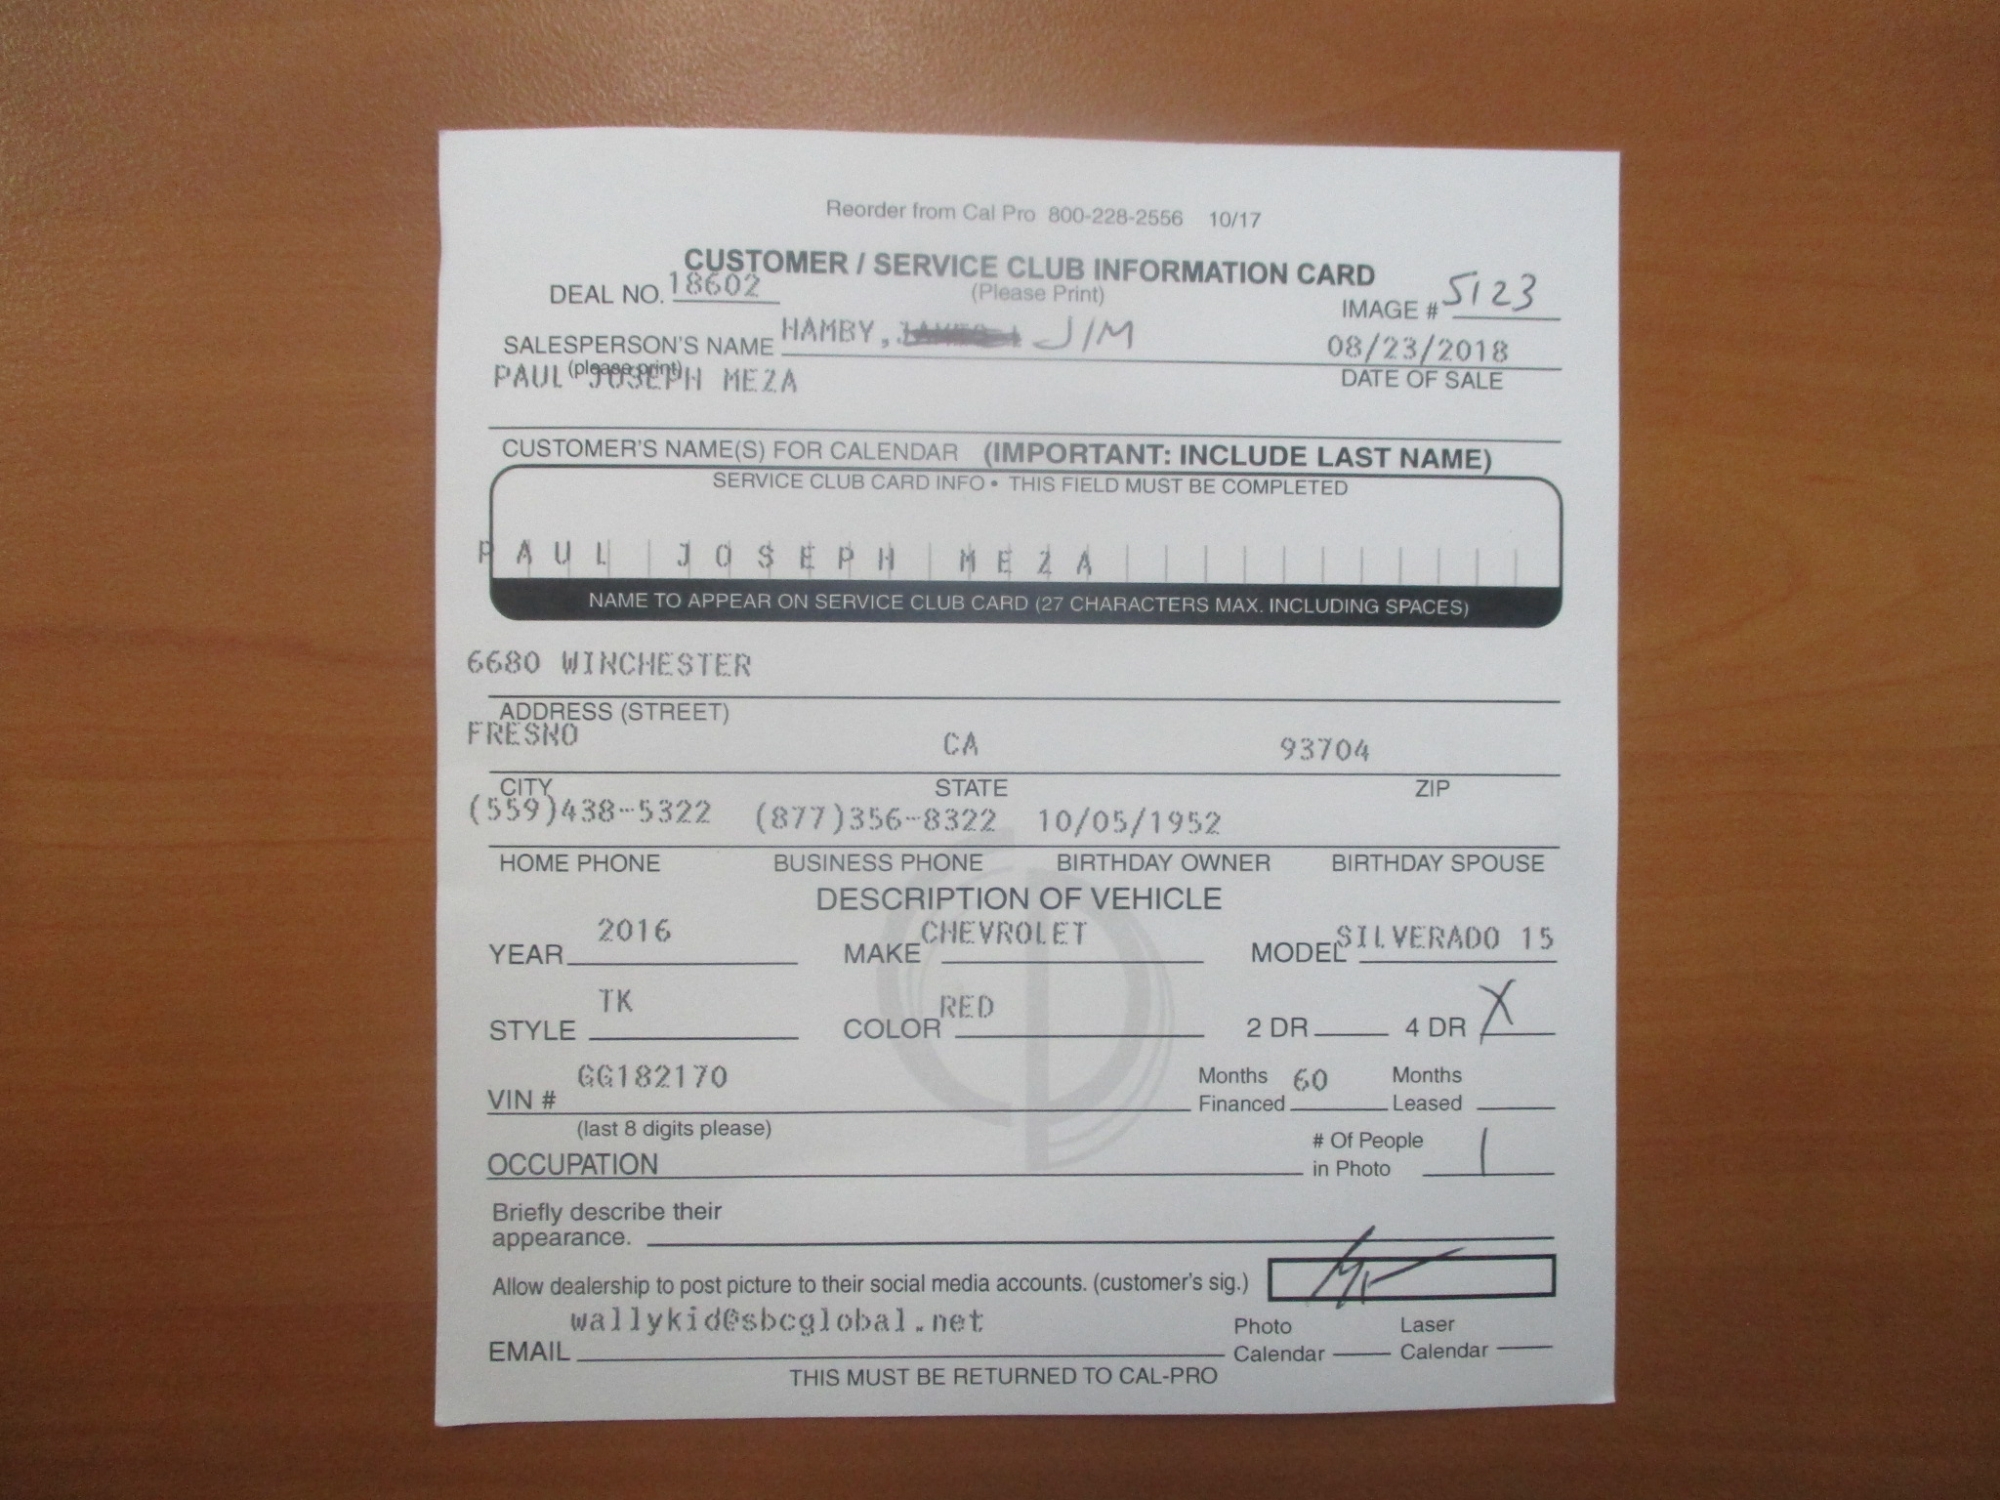 Reorder from Cal Pro 800-228-2556 10/17
CUSTOMER / SERVICE CLUB INFORMATION CARD
DEAL NO. 18602 (Please Print) IMAGE # 5123
SALESPERSON'S NAME HAMBY, JIM 08/23/2018
(please print) DATE OF SALE
PAUL JOSEPH MEZA
CUSTOMER'S NAME(S) FOR CALENDAR (IMPORTANT: INCLUDE LAST NAME)
SERVICE CLUB CARD INFO • THIS FIELD MUST BE COMPLETED
PAUL JOSEPH MEZA
NAME TO APPEAR ON SERVICE CLUB CARD (27 CHARACTERS MAX. INCLUDING SPACES)
6680 WINCHESTER
ADDRESS (STREET)
FRESNO CA 93704
CITY STATE ZIP
(559)438-5322 (877)356-8322 10/05/1952
HOME PHONE BUSINESS PHONE BIRTHDAY OWNER BIRTHDAY SPOUSE
DESCRIPTION OF VEHICLE
YEAR 2016 MAKE CHEVROLET MODEL SILVERADO 15
STYLE TK COLOR RED 2 DR 4 DR X
VIN # GG182170 Months Financed 60 Months Leased
(last 8 digits please)
OCCUPATION # Of People in Photo 1
Briefly describe their
appearance.
Allow dealership to post picture to their social media accounts. (customer's sig.)
EMAIL wallykid@sbcglobal.net Photo Calendar Laser Calendar
THIS MUST BE RETURNED TO CAL-PRO